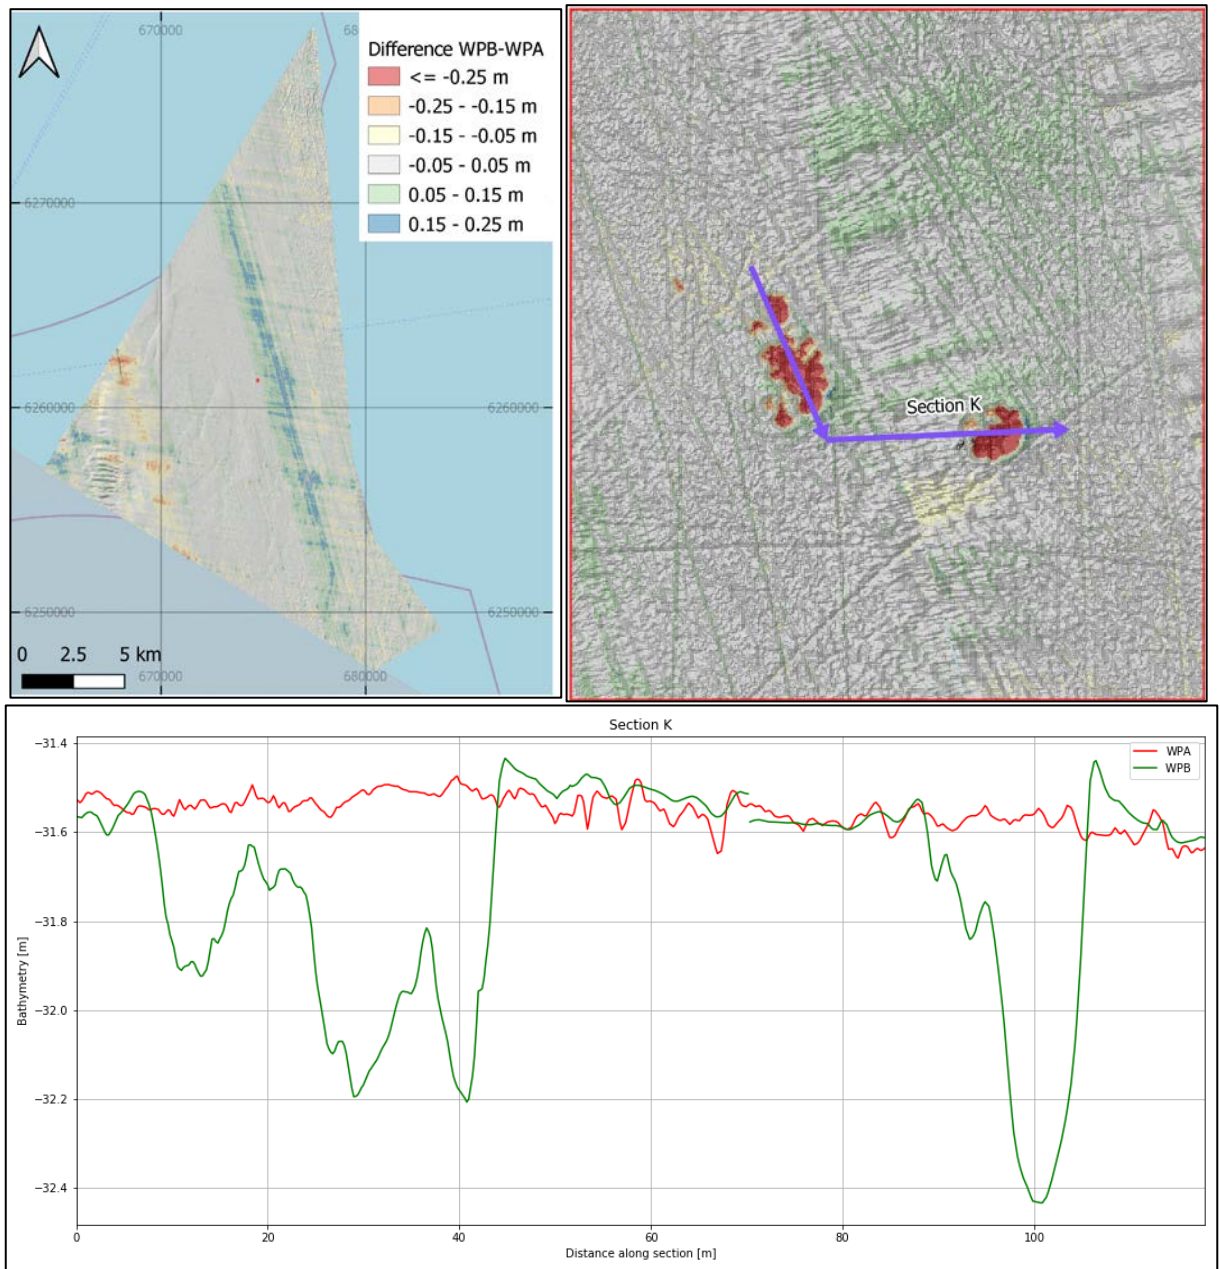 670000
68
Difference WPB-WPA
<= -0.25 m
-0.25 - -0.15 m
-0.15 - -0.05 m
-0.05 - 0.05 m
0.05 - 0.15 m
0.15 - 0.25 m
6270000
6260000
6260000
6250000
6250000
0 2.5 5 km
670000
680000
Section K
Section K
−31.4
−31.6
−31.8
−32.0
−32.2
−32.4
Bathymetry [m]
WPA
WPB
0 20 40 60 80 100
Distance along section [m]